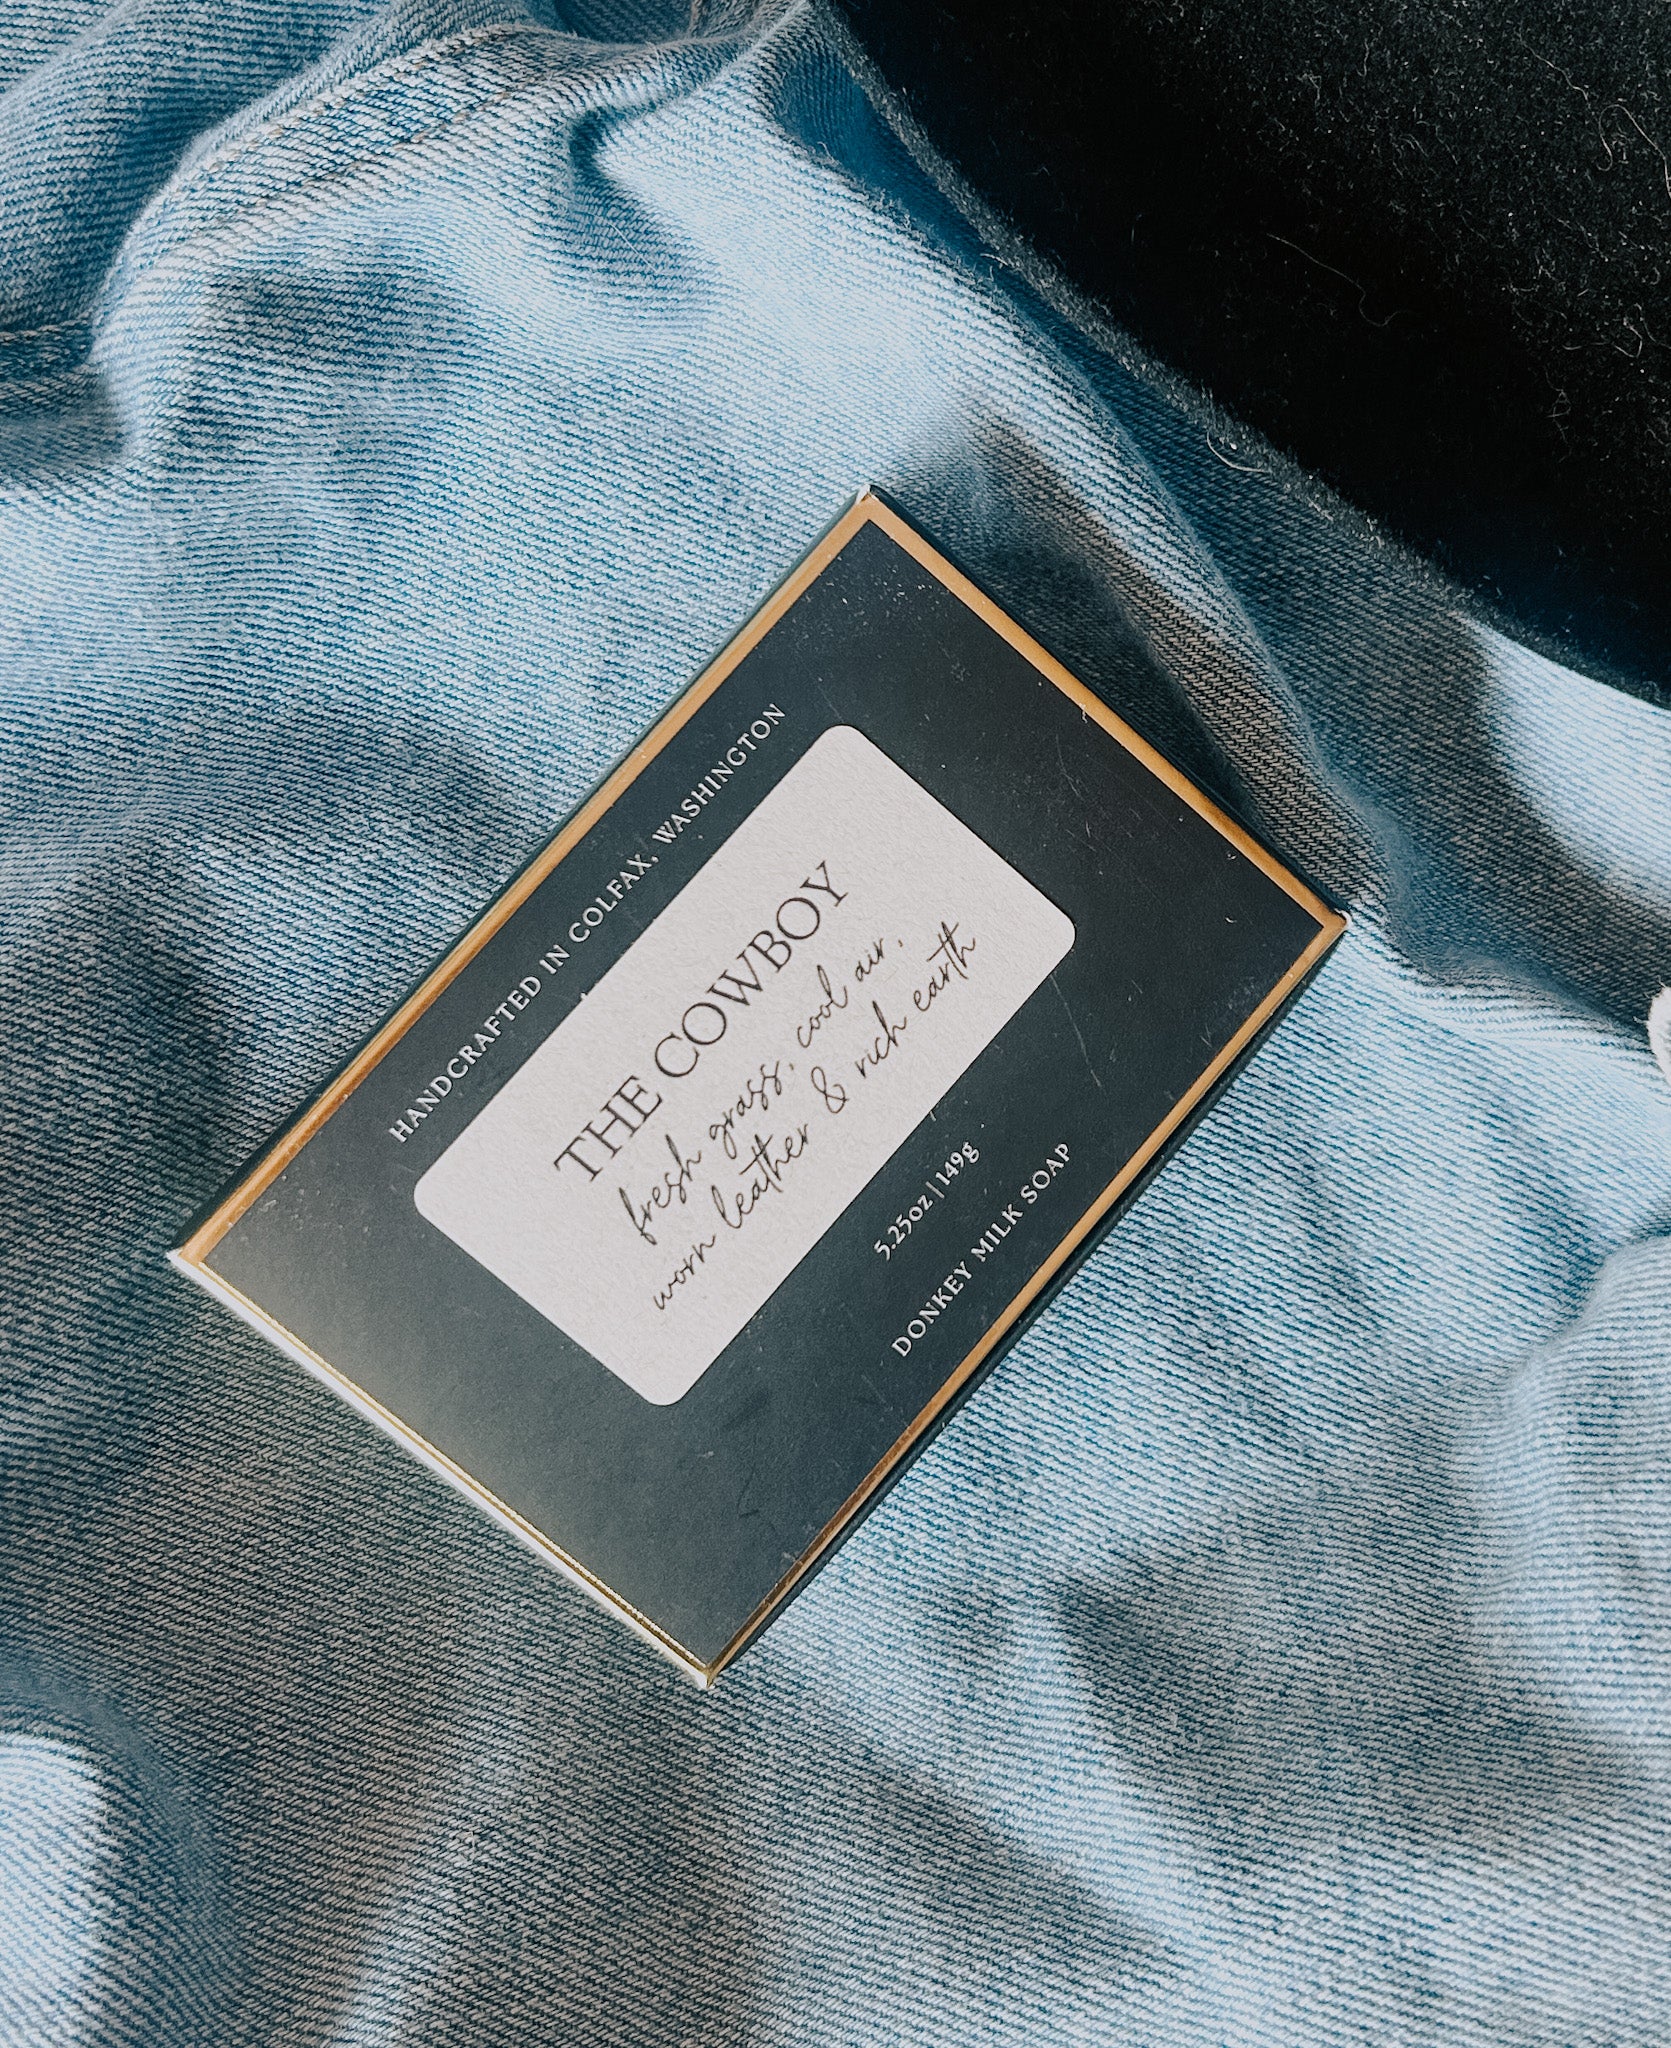 HANDCRAFTED IN COLFAX, WASHINGTON
THE COWBOY
fresh grass, cool air,
worn leather & rich earth
5.25oz | 149g
DONKEY MILK SOAP